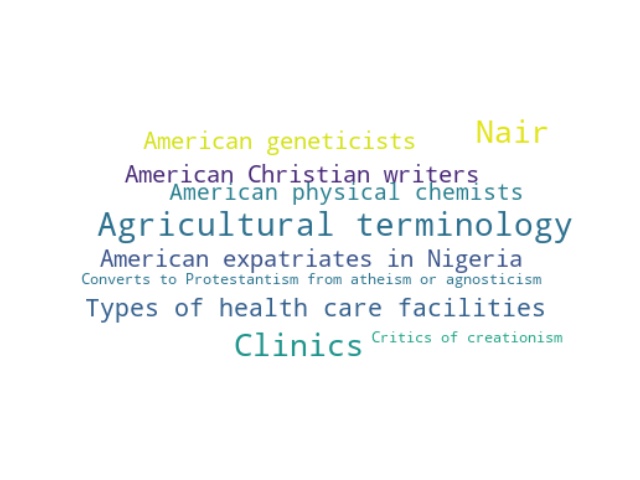 Nair
American geneticists
American Christian writers
American physical chemists
Agricultural terminology
American expatriates in Nigeria
Converts to Protestantism from atheism or agnosticism
Types of health care facilities
Clinics
Critics of creationism